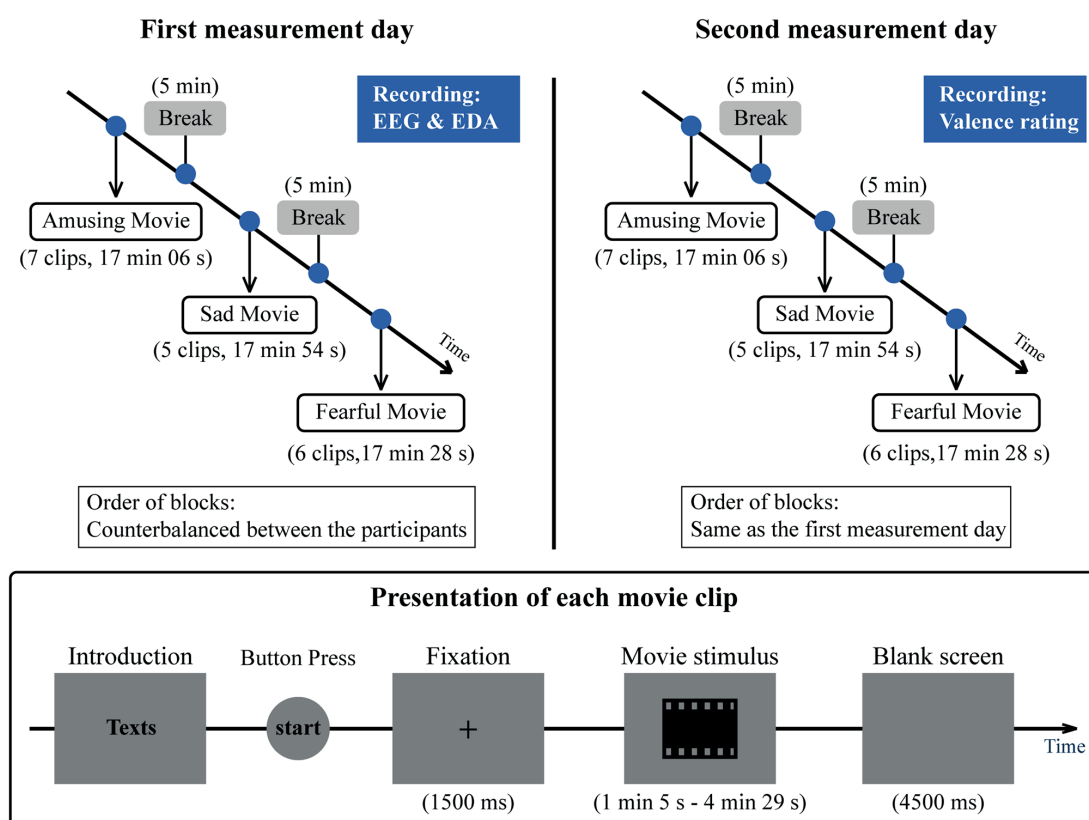 First measurement day
(5 min)
Break
Recording:
EEG & EDA
Amusing Movie
(7 clips, 17 min 06 s)
(5 min)
Break
Sad Movie
(5 clips, 17 min 54 s)
Time
Fearful Movie
(6 clips,17 min 28 s)
Order of blocks:
Counterbalanced between the participants
Second measurement day
(5 min)
Break
Recording:
Valence rating
Amusing Movie
(7 clips, 17 min 06 s)
(5 min)
Break
Sad Movie
(5 clips, 17 min 54 s)
Time
Fearful Movie
(6 clips,17 min 28 s)
Order of blocks:
Same as the first measurement day
Presentation of each movie clip
Introduction
Texts
Button Press
start
Fixation
+
(1500 ms)
Movie stimulus
(1 min 5 s - 4 min 29 s)
Blank screen
(4500 ms)
Time